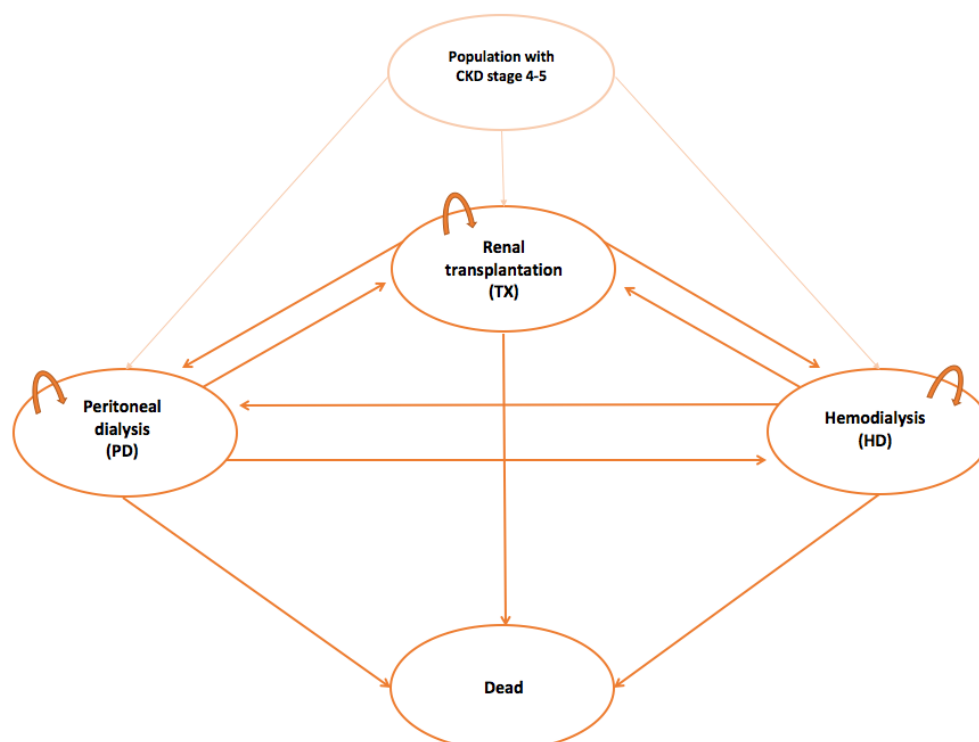 Population with
CKD stage 4-5
Renal
transplantation
(TX)
Peritoneal
dialysis
(PD)
Hemodialysis
(HD)
Dead